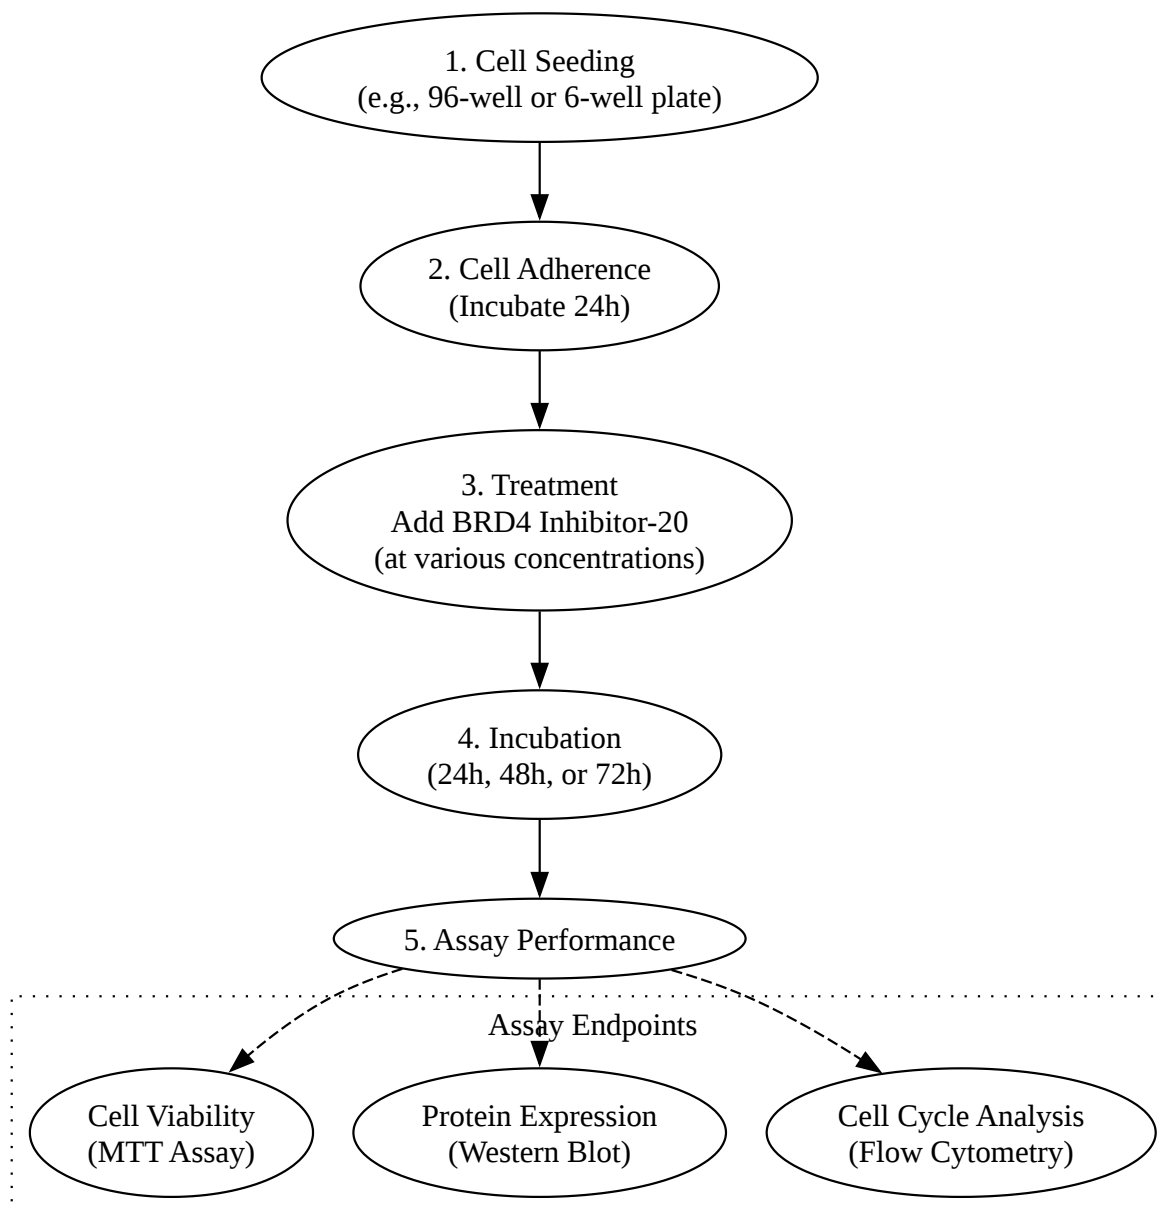 1. Cell Seeding
(e.g., 96-well or 6-well plate)
2. Cell Adherence
(Incubate 24h)
3. Treatment
Add BRD4 Inhibitor-20
(at various concentrations)
4. Incubation
(24h, 48h, or 72h)
5. Assay Performance
Assay Endpoints
Cell Viability
(MTT Assay)
Protein Expression
(Western Blot)
Cell Cycle Analysis
(Flow Cytometry)